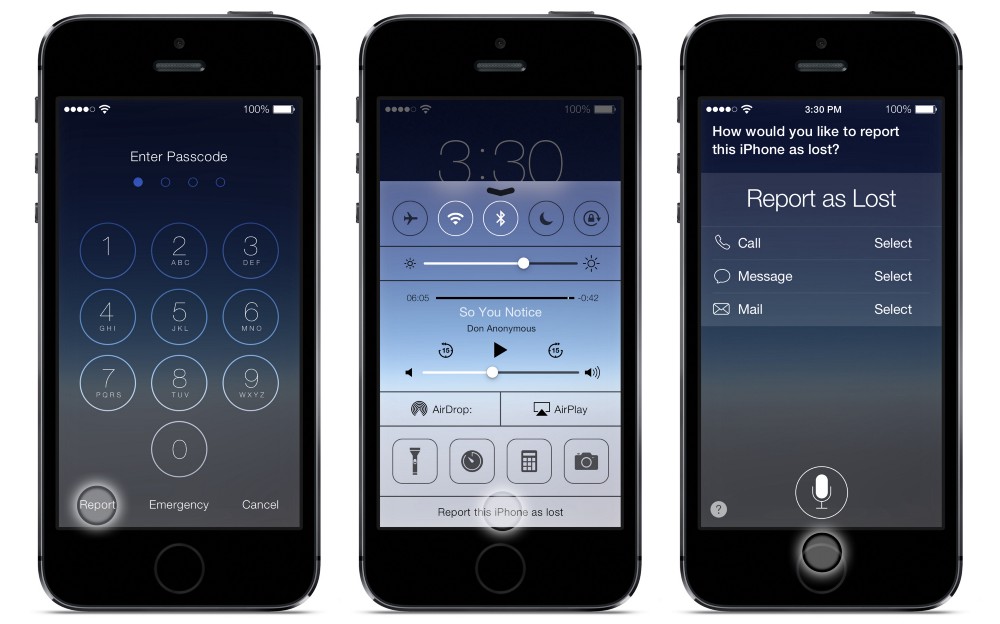 100%
Enter Passcode
1
2
ABC
3
DEF
4
GHI
5
JKL
6
MNO
7
PQRS
8
TUV
9
WXYZ
0
Report Emergency Cancel
100%
3:30
06:05 -0:42
So You Notice
Don Anonymous
15 15
AirDrop: AirPlay
Report this iPhone as lost
3:30 PM 100%
How would you like to report
this iPhone as lost?
Report as Lost
Call Select
Message Select
Mail Select
?